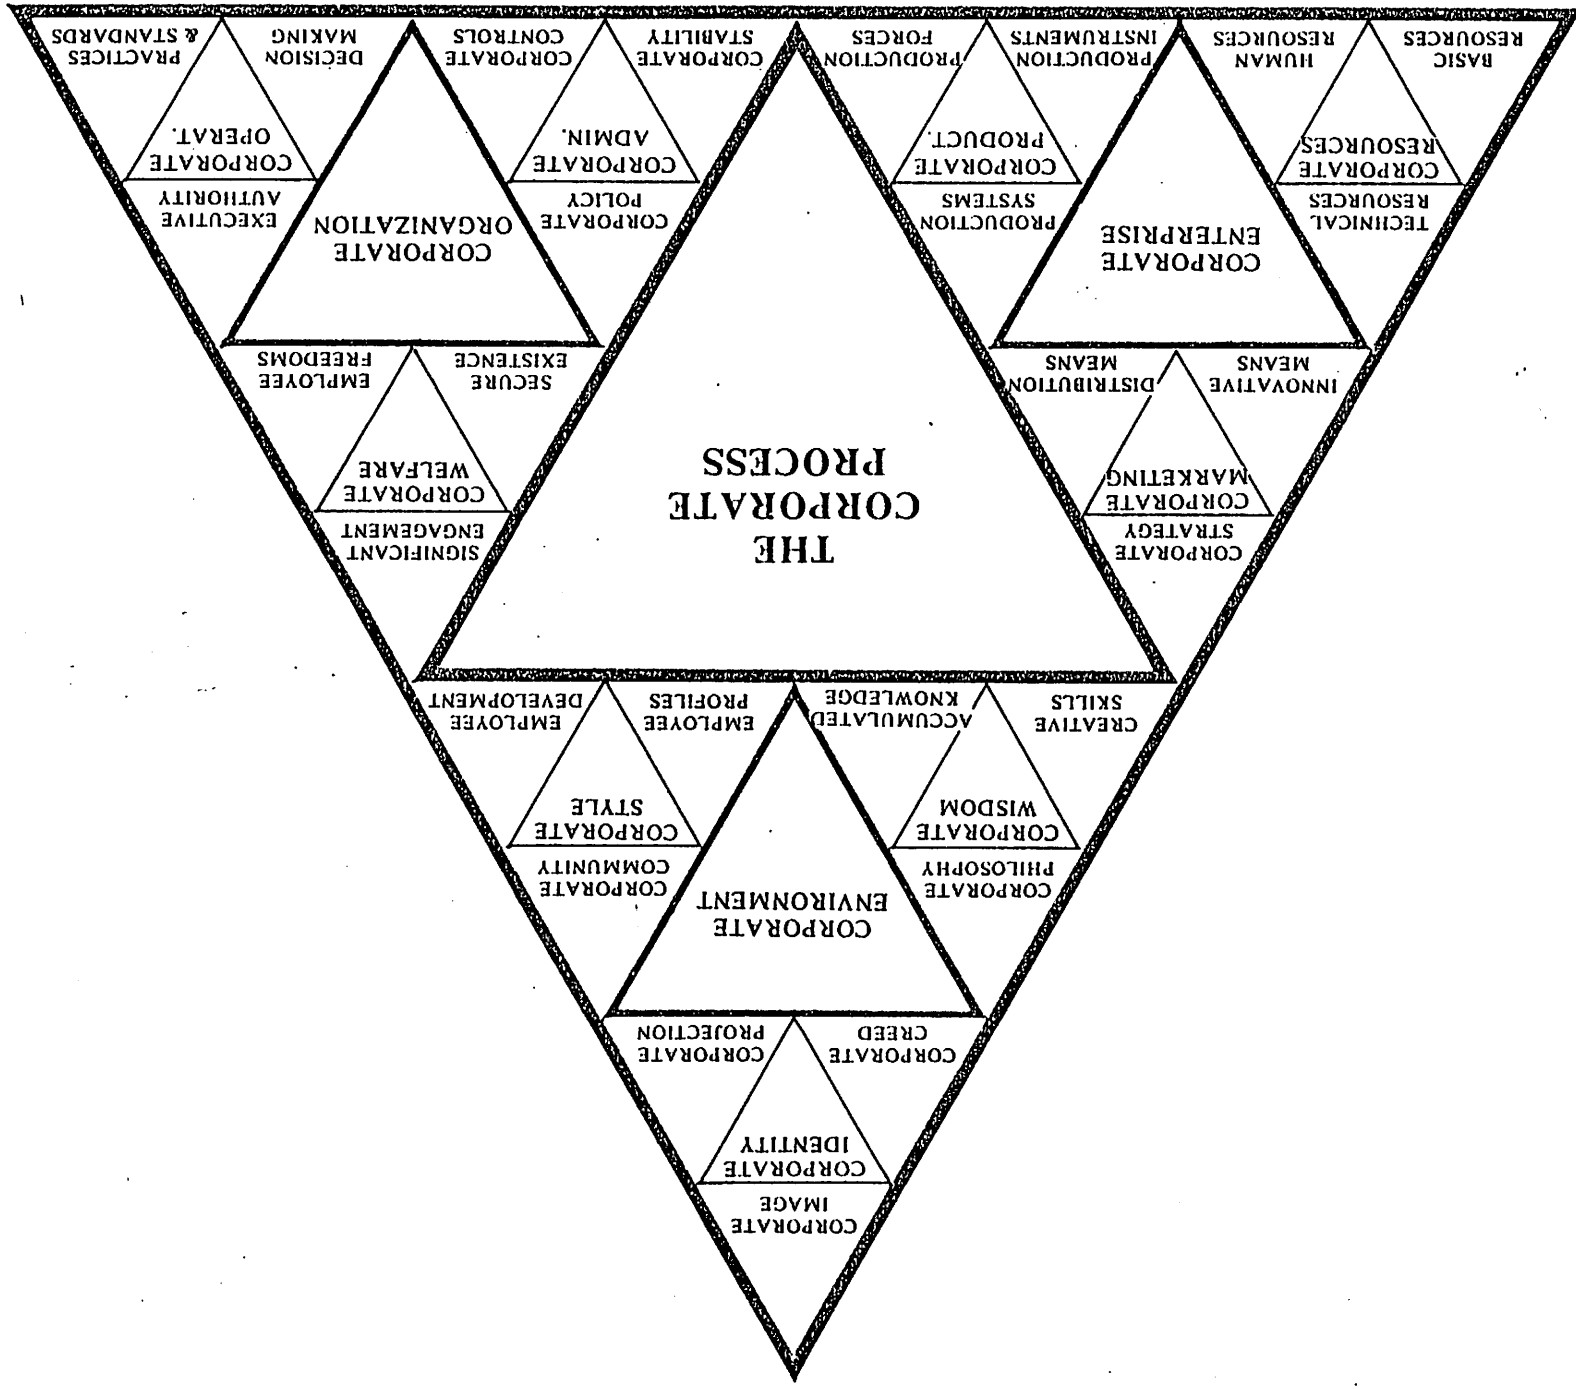 CORPORATE
IMAGE
CORPORATE
IDENTITY
CORPORATE
CREED
CORPORATE
PROJECTION
CORPORATE
ENVIRONMENT
CORPORATE
PHILOSOPHY
CORPORATE
WISDOM
CREATIVE
SKILLS
ACCUMULATED
KNOWLEDGE
CORPORATE
COMMUNITY
CORPORATE
STYLE
EMPLOYEE
PROFILES
EMPLOYEE
DEVELOPMENT
THE
CORPORATE
PROCESS
CORPORATE
STRATEGY
CORPORATE
MARKETING
INNOVATIVE
MEANS
DISTRIBUTION
MEANS
CORPORATE
ENTERPRISE
TECHNICAL
RESOURCES
CORPORATE
RESOURCES
BASIC
RESOURCES
HUMAN
RESOURCES
PRODUCTION
SYSTEMS
CORPORATE
PRODUCT.
PRODUCTION
INSTRUMENTS
PRODUCTION
FORCES
SIGNIFICANT
ENGAGEMENT
CORPORATE
WELFARE
SECURE
EXISTENCE
EMPLOYEE
FREEDOMS
CORPORATE
ORGANIZATION
CORPORATE
POLICY
CORPORATE
ADMIN.
CORPORATE
STABILITY
CORPORATE
CONTROLS
EXECUTIVE
AUTHORITY
CORPORATE
OPERAT.
DECISION
MAKING
PRACTICES
& STANDARDS